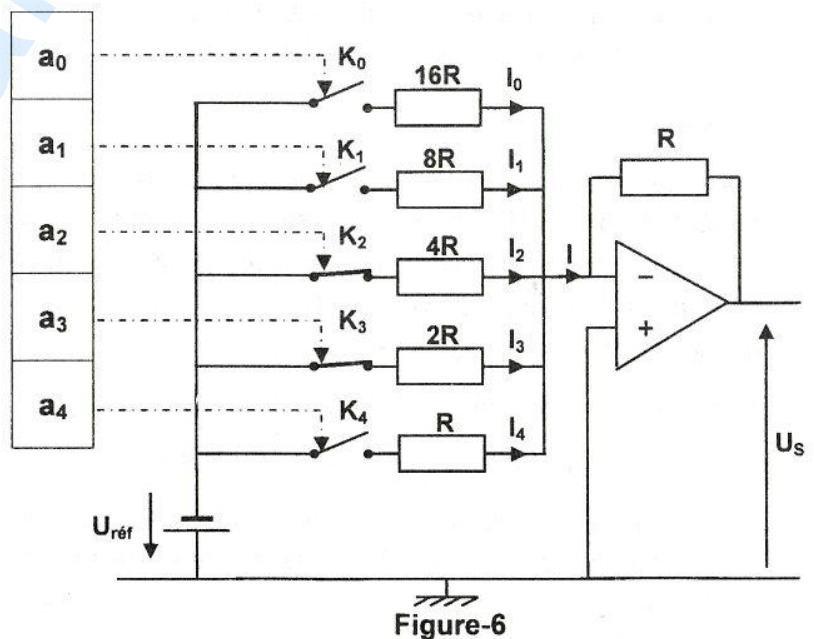 a0
K0
16R
I0
a1
K1
8R
I1
R
a2
K2
4R
I2
I
−
a3
K3
2R
I3
+
a4
K4
R
I4
US
Uréf
Figure-6